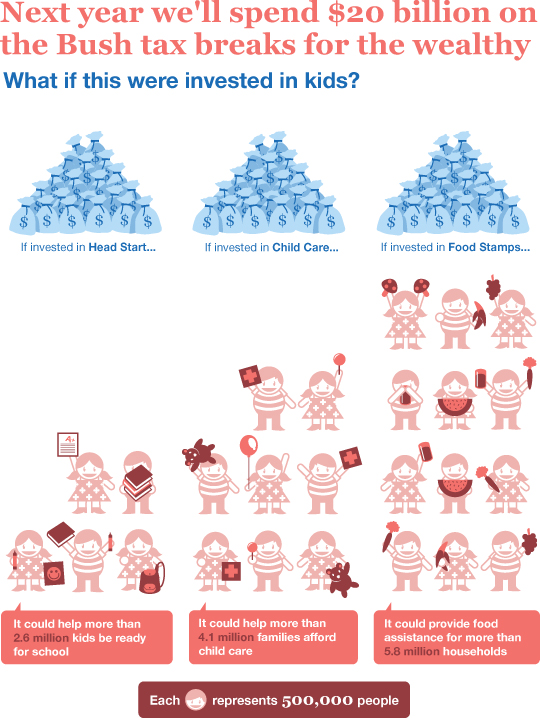 Next year we'll spend $20 billion on
the Bush tax breaks for the wealthy
What if this were invested in kids?
If invested in Head Start...
If invested in Child Care...
If invested in Food Stamps...
A+
It could help more than
2.6 million kids be ready
for school
It could help more than
4.1 million families afford
child care
It could provide food
assistance for more than
5.8 million households
Each represents 500,000 people